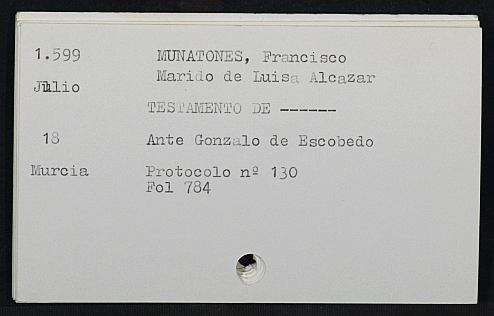 1.599 MUNATONES, Francisco
Marido de Luisa Alcazar
Julio
TESTAMENTO DE ------
18 Ante Gonzalo de Escobedo
Murcia Protocolo nº 130
Fol 784